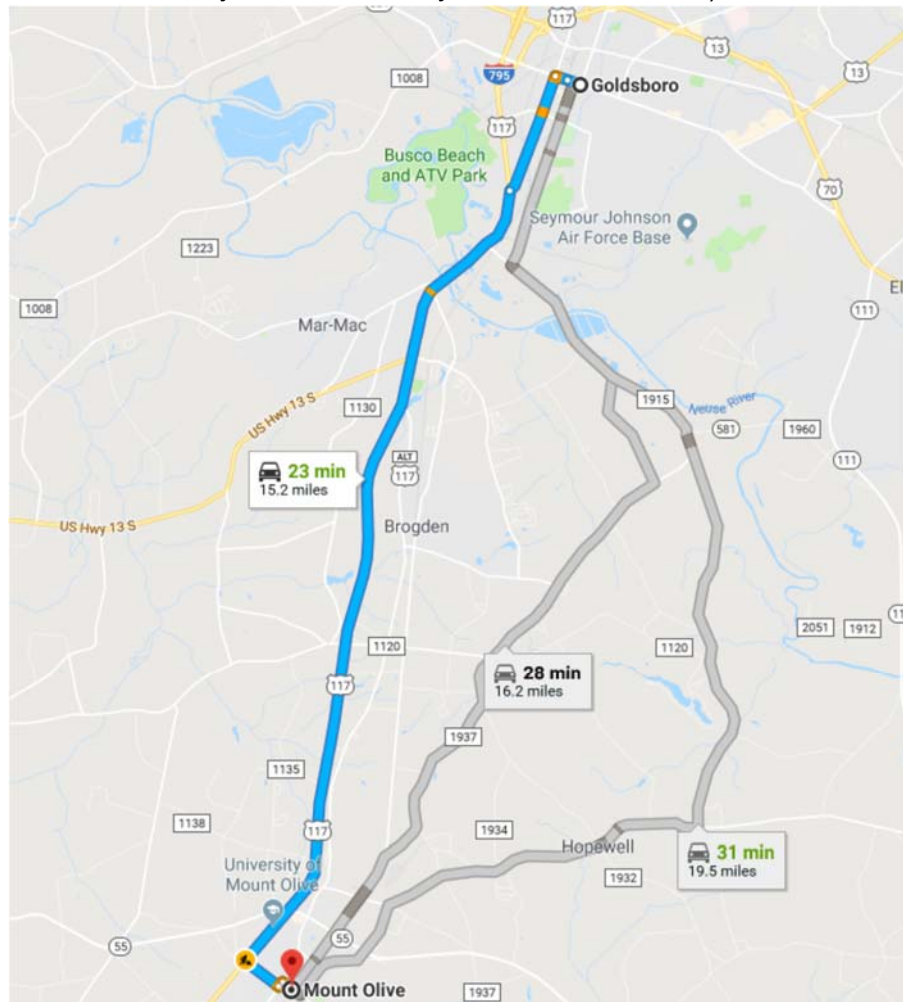 117
13
1008
795
Goldsboro
13
117
Busco Beach
and ATV Park
70
Seymour Johnson
Air Force Base
1223
El
1008
111
Mar-Mac
US Hwy 13 S
1130
1915
Neuse River
581
1960
ALT
117
111
23 min
15.2 miles
US Hwy 13 S
Brogden
11
2051
1912
1120
1120
28 min
16.2 miles
117
1937
1135
1138
117
1934
Hopewell
31 min
19.5 miles
University of
Mount Olive
1932
55
55
Mount Olive
1937